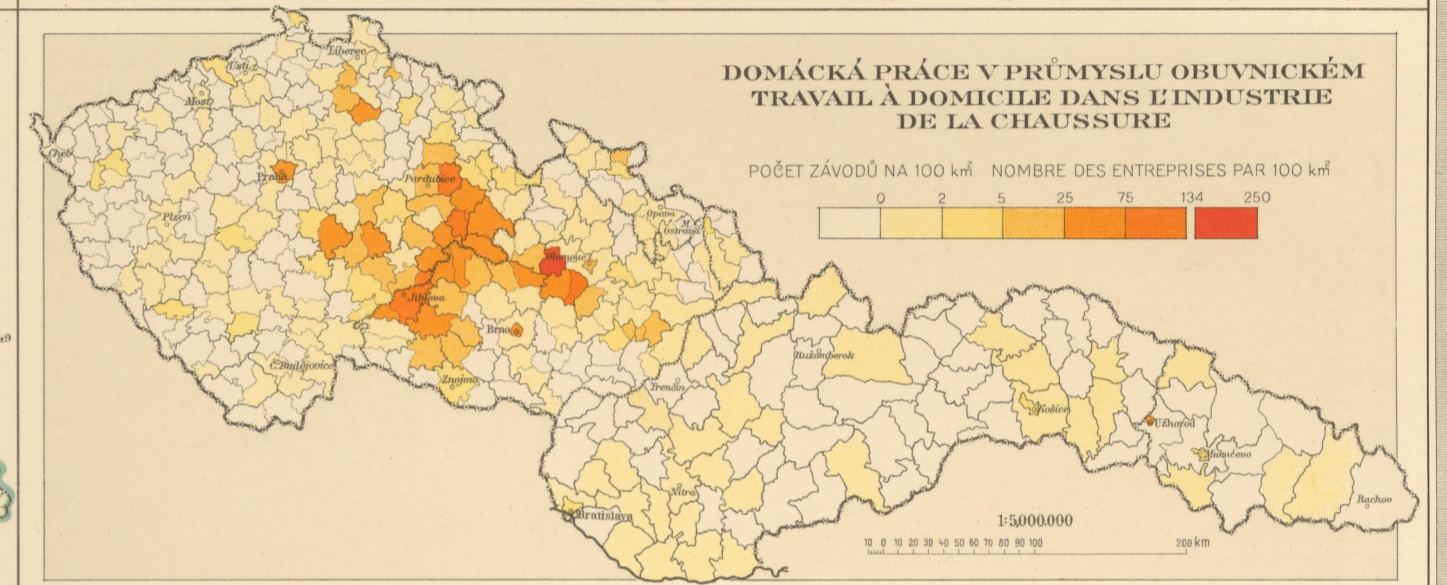 DOMÁCKÁ PRÁCE V PRŮMYSLU OBUVNICKÉM
TRAVAIL À DOMICILE DANS L'INDUSTRIE
DE LA CHAUSSURE
POČET ZÁVODŮ NA 100 km² NOMBRE DES ENTREPRISES PAR 100 km²
0 2 5 25 75 134 250
Liberec
Ústí
Most
Cheb
Praha
Pardubice
Plzeň
Opava
M.
Ostrava
Olomouc
Jihlava
Brno
Č. Budějovice
Znojmo
Ružomberok
Trenčín
Košice
Užhorod
Mukačevo
Nitra
Rachov
Bratislava
1:5,000.000
10 0 10 20 30 40 50 60 70 80 90 100 200 km
49